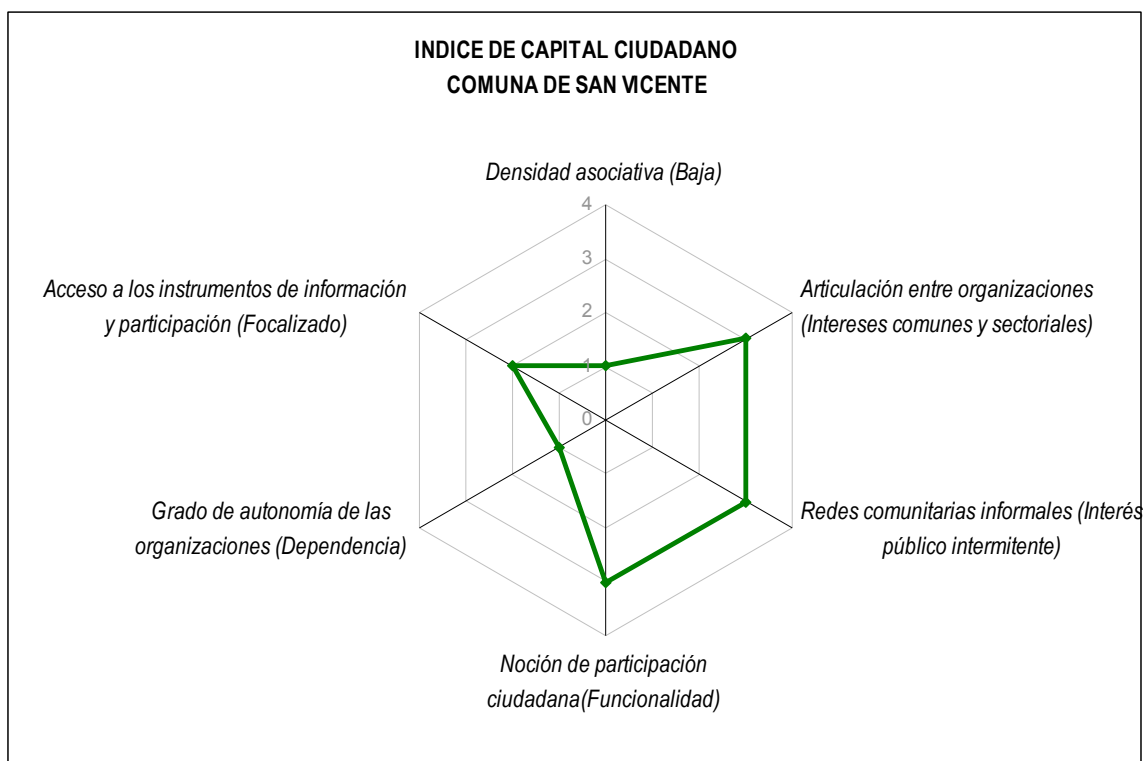 INDICE DE CAPITAL CIUDADANO
COMUNA DE SAN VICENTE
Densidad asociativa (Baja)
4
3
2
1
0
Articulación entre organizaciones
(Intereses comunes y sectoriales)
Redes comunitarias informales (Interés
público intermitente)
Noción de participación
ciudadana(Funcionalidad)
Grado de autonomía de las
organizaciones (Dependencia)
Acceso a los instrumentos de información
y participación (Focalizado)